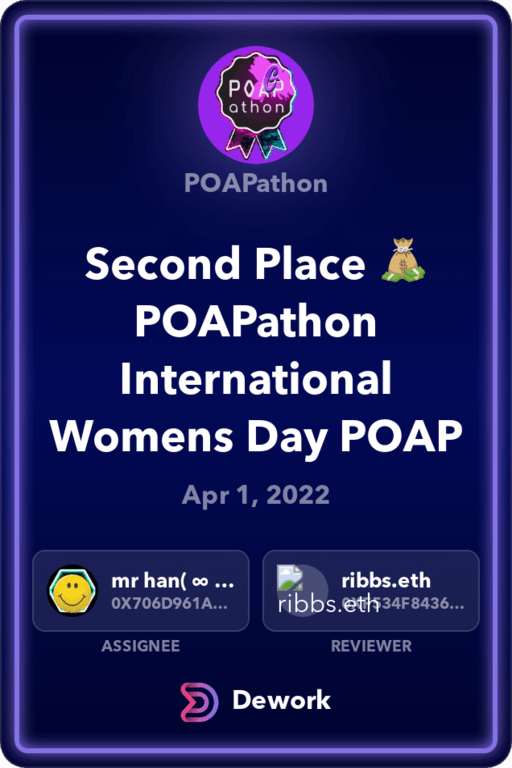 POAP
athon
POAPathon
Second Place 💰
POAPathon
International
Womens Day POAP
Apr 1, 2022
mr han( ∞ ...
0X706D961A...
ribbs.eth
ribbs.eth
ASSIGNEE
REVIEWER
Dework